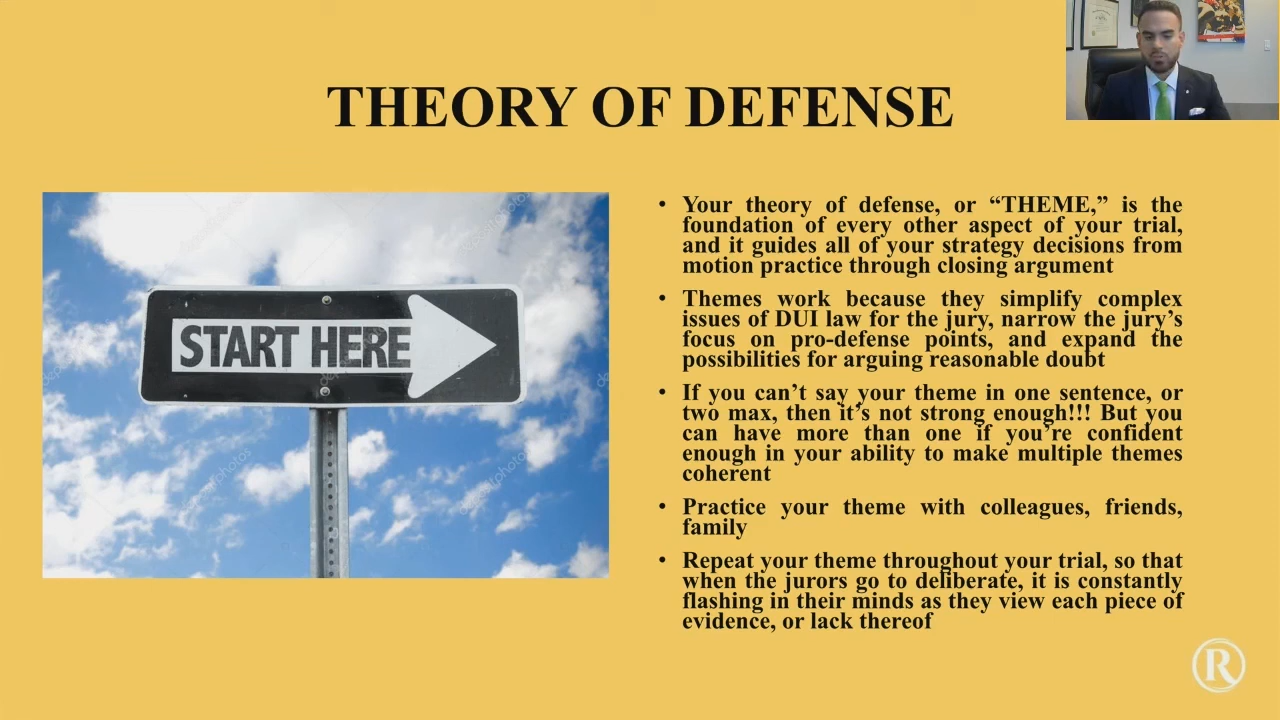 THEORY OF DEFENSE
START HERE
• Your theory of defense, or “THEME,” is the
foundation of every other aspect of your trial,
and it guides all of your strategy decisions from
motion practice through closing argument
• Themes work because they simplify complex
issues of DUI law for the jury, narrow the jury’s
focus on pro-defense points, and expand the
possibilities for arguing reasonable doubt
• If you can’t say your theme in one sentence, or
two max, then it’s not strong enough!!! But you
can have more than one if you’re confident
enough in your ability to make multiple themes
coherent
• Practice your theme with colleagues, friends,
family
• Repeat your theme throughout your trial, so that
when the jurors go to deliberate, it is constantly
flashing in their minds as they view each piece of
evidence, or lack thereof
R